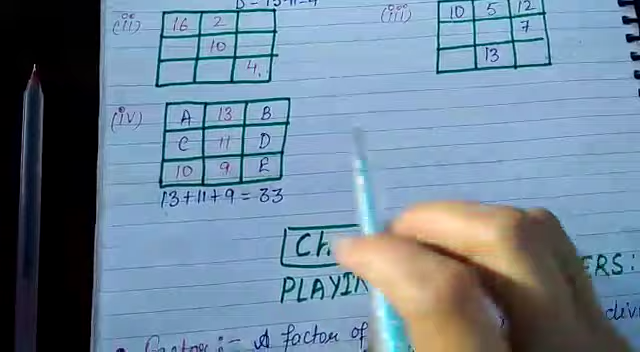 (ii)
16 2
10
4.
(iii)
10 5 12
7
13
(iv)
A 13 B
C 11 D
10 9 E
13+11+9 = 33
Ch.
PLAYIN ERS:
Factor :- A factor of